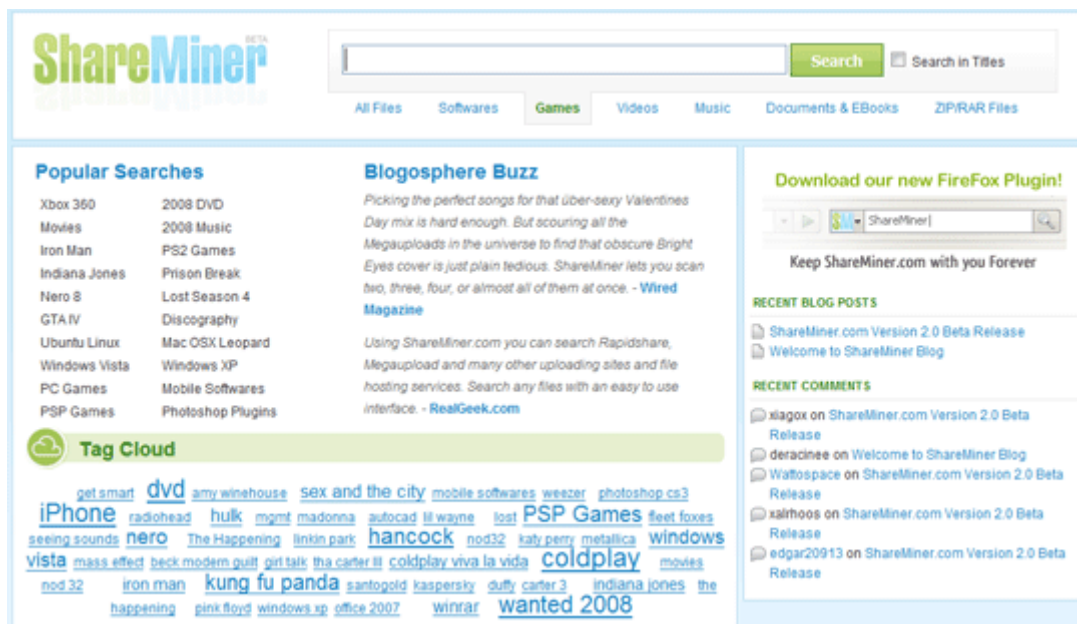 ShareMiner BETA
Search
Search in Titles
All Files Softwares Games Videos Music Documents & EBooks ZIP/RAR Files
Popular Searches
Xbox 360 2008 DVD
Movies 2008 Music
Iron Man PS2 Games
Indiana Jones Prison Break
Nero 8 Lost Season 4
GTA IV Discography
Ubuntu Linux Mac OSX Leopard
Windows Vista Windows XP
PC Games Mobile Softwares
PSP Games Photoshop Plugins
Blogosphere Buzz
Picking the perfect songs for that über-sexy Valentines
Day mix is hard enough. But scouring all the
Megauploads in the universe to find that obscure Bright
Eyes cover is just plain tedious. ShareMiner lets you scan
two, three, four, or almost all of them at once. - Wired
Magazine
Using ShareMiner.com you can search Rapidshare,
Megaupload and many other uploading sites and file
hosting services. Search any files with an easy to use
interface. - RealGeek.com
Tag Cloud
get smart dvd amy winehouse sex and the city mobile softwares weezer photoshop cs3
iPhone radiohead hulk mgmt madonna autocad lil wayne lost PSP Games fleet foxes
seeing sounds nero The Happening linkin park hancock nod32 katy perry metallica windows
vista mass effect beck modern guilt girl talk tha carter III coldplay viva la vida coldplay movies
nod 32 iron man kung fu panda santogold kaspersky duffy carter 3 indiana jones the
happening pink floyd windows xp office 2007 winrar wanted 2008
Download our new FireFox Plugin!
SM ShareMiner
Keep ShareMiner.com with you Forever
RECENT BLOG POSTS
ShareMiner.com Version 2.0 Beta Release
Welcome to ShareMiner Blog
RECENT COMMENTS
xiagox on ShareMiner.com Version 2.0 Beta
Release
deracinee on Welcome to ShareMiner Blog
Wattospace on ShareMiner.com Version 2.0 Beta
Release
xalrhoos on ShareMiner.com Version 2.0 Beta
Release
edgar20913 on ShareMiner.com Version 2.0 Beta
Release